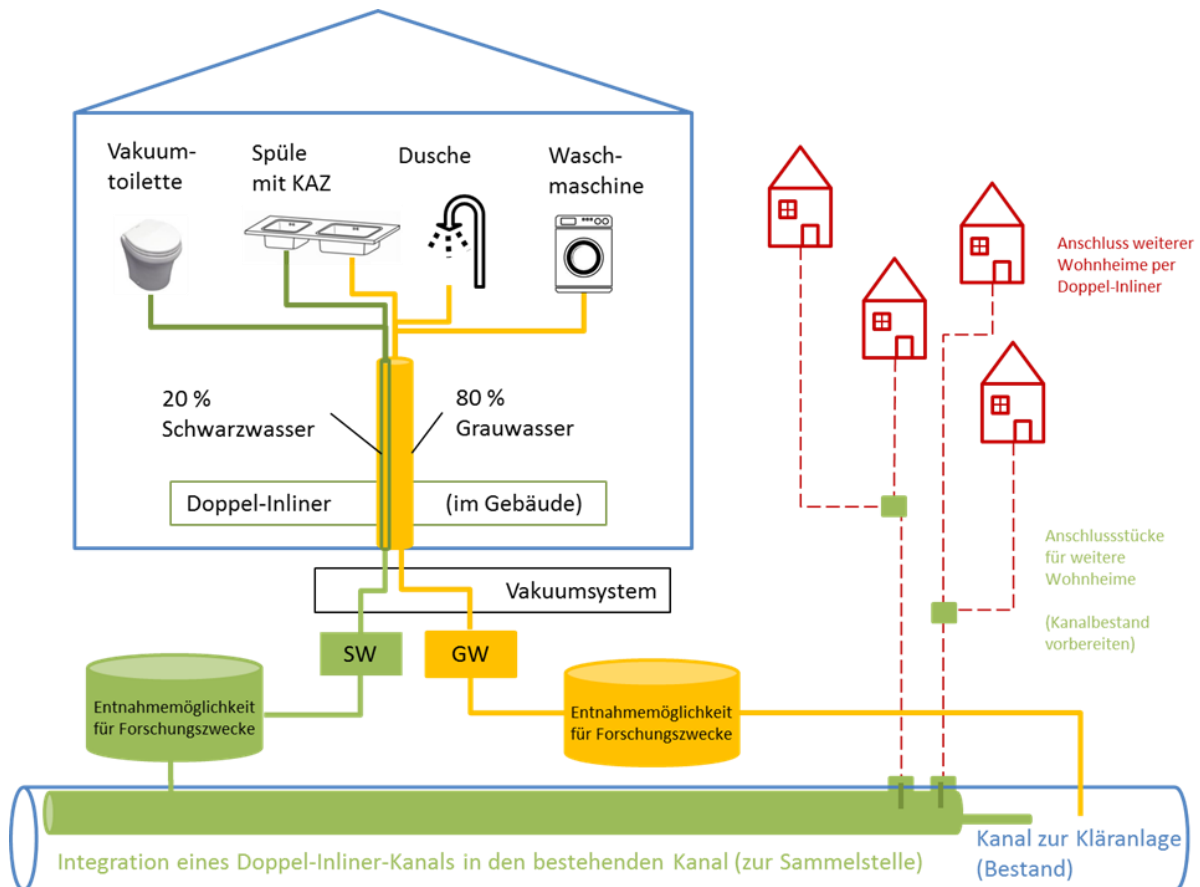 Vakuum-
toilette
Spüle
mit KAZ
Dusche
Wasch-
maschine
20 %
Schwarzwasser
80 %
Grauwasser
Doppel-Inliner
(im Gebäude)
Vakuumsystem
SW
GW
Entnahmemöglichkeit
für Forschungszwecke
Entnahmemöglichkeit
für Forschungszwecke
Anschluss weiterer
Wohnheime per
Doppel-Inliner
Anschlussstücke
für weitere
Wohnheime
(Kanalbestand
vorbereiten)
Integration eines Doppel-Inliner-Kanals in den bestehenden Kanal (zur Sammelstelle)
Kanal zur Kläranlage
(Bestand)